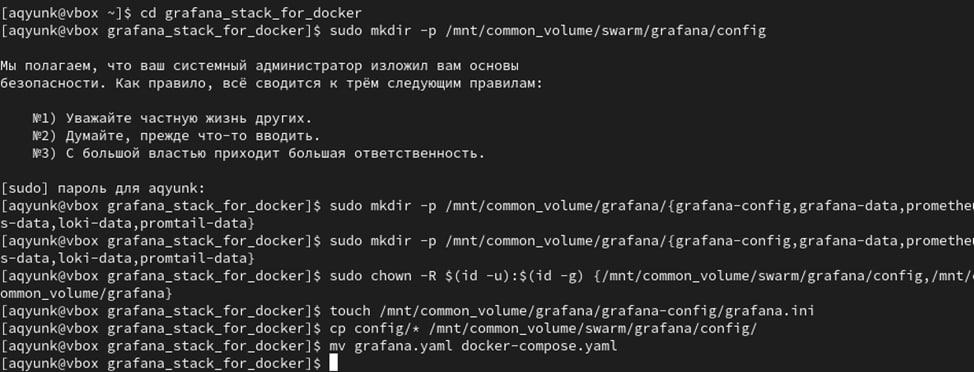 [aqyunk@vbox ~]$ cd grafana_stack_for_docker
[aqyunk@vbox grafana_stack_for_docker]$ sudo mkdir -p /mnt/common_volume/swarm/grafana/config
Мы полагаем, что ваш системный администратор изложил вам основы
безопасности. Как правило, всё сводится к трём следующим правилам:
№1) Уважайте частную жизнь других.
№2) Думайте, прежде что-то вводить.
№3) С большой властью приходит большая ответственность.
[sudo] пароль для aqyunk:
[aqyunk@vbox grafana_stack_for_docker]$ sudo mkdir -p /mnt/common_volume/grafana/{grafana-config,grafana-data,prometheu
s-data,loki-data,promtail-data}
[aqyunk@vbox grafana_stack_for_docker]$ sudo mkdir -p /mnt/common_volume/grafana/{grafana-config,grafana-data,prometheu
s-data,loki-data,promtail-data}
[aqyunk@vbox grafana_stack_for_docker]$ sudo chown -R $(id -u):$(id -g) {/mnt/common_volume/swarm/grafana/config,/mnt/c
ommon_volume/grafana}
[aqyunk@vbox grafana_stack_for_docker]$ touch /mnt/common_volume/grafana/grafana-config/grafana.ini
[aqyunk@vbox grafana_stack_for_docker]$ cp config/* /mnt/common_volume/swarm/grafana/config/
[aqyunk@vbox grafana_stack_for_docker]$ mv grafana.yaml docker-compose.yaml
[aqyunk@vbox grafana_stack_for_docker]$